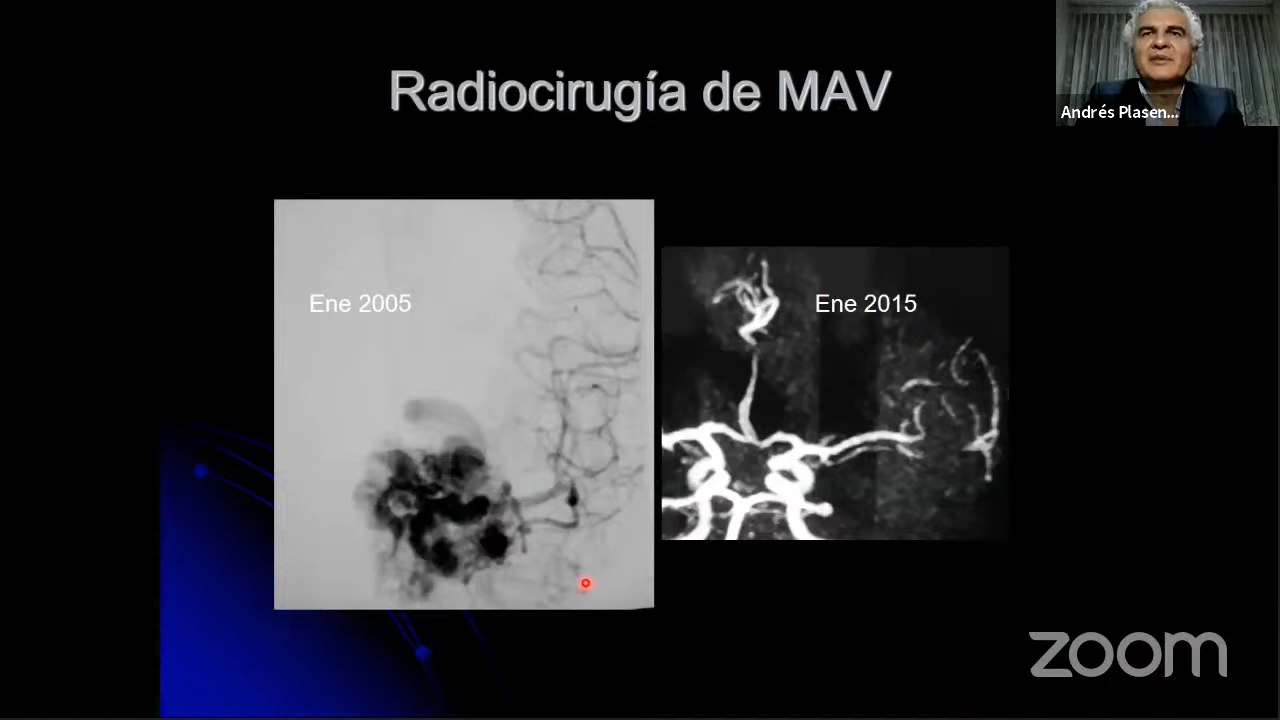 Radiocirugía de MAV
Andrés Plasen...
Ene 2005
Ene 2015
zoom